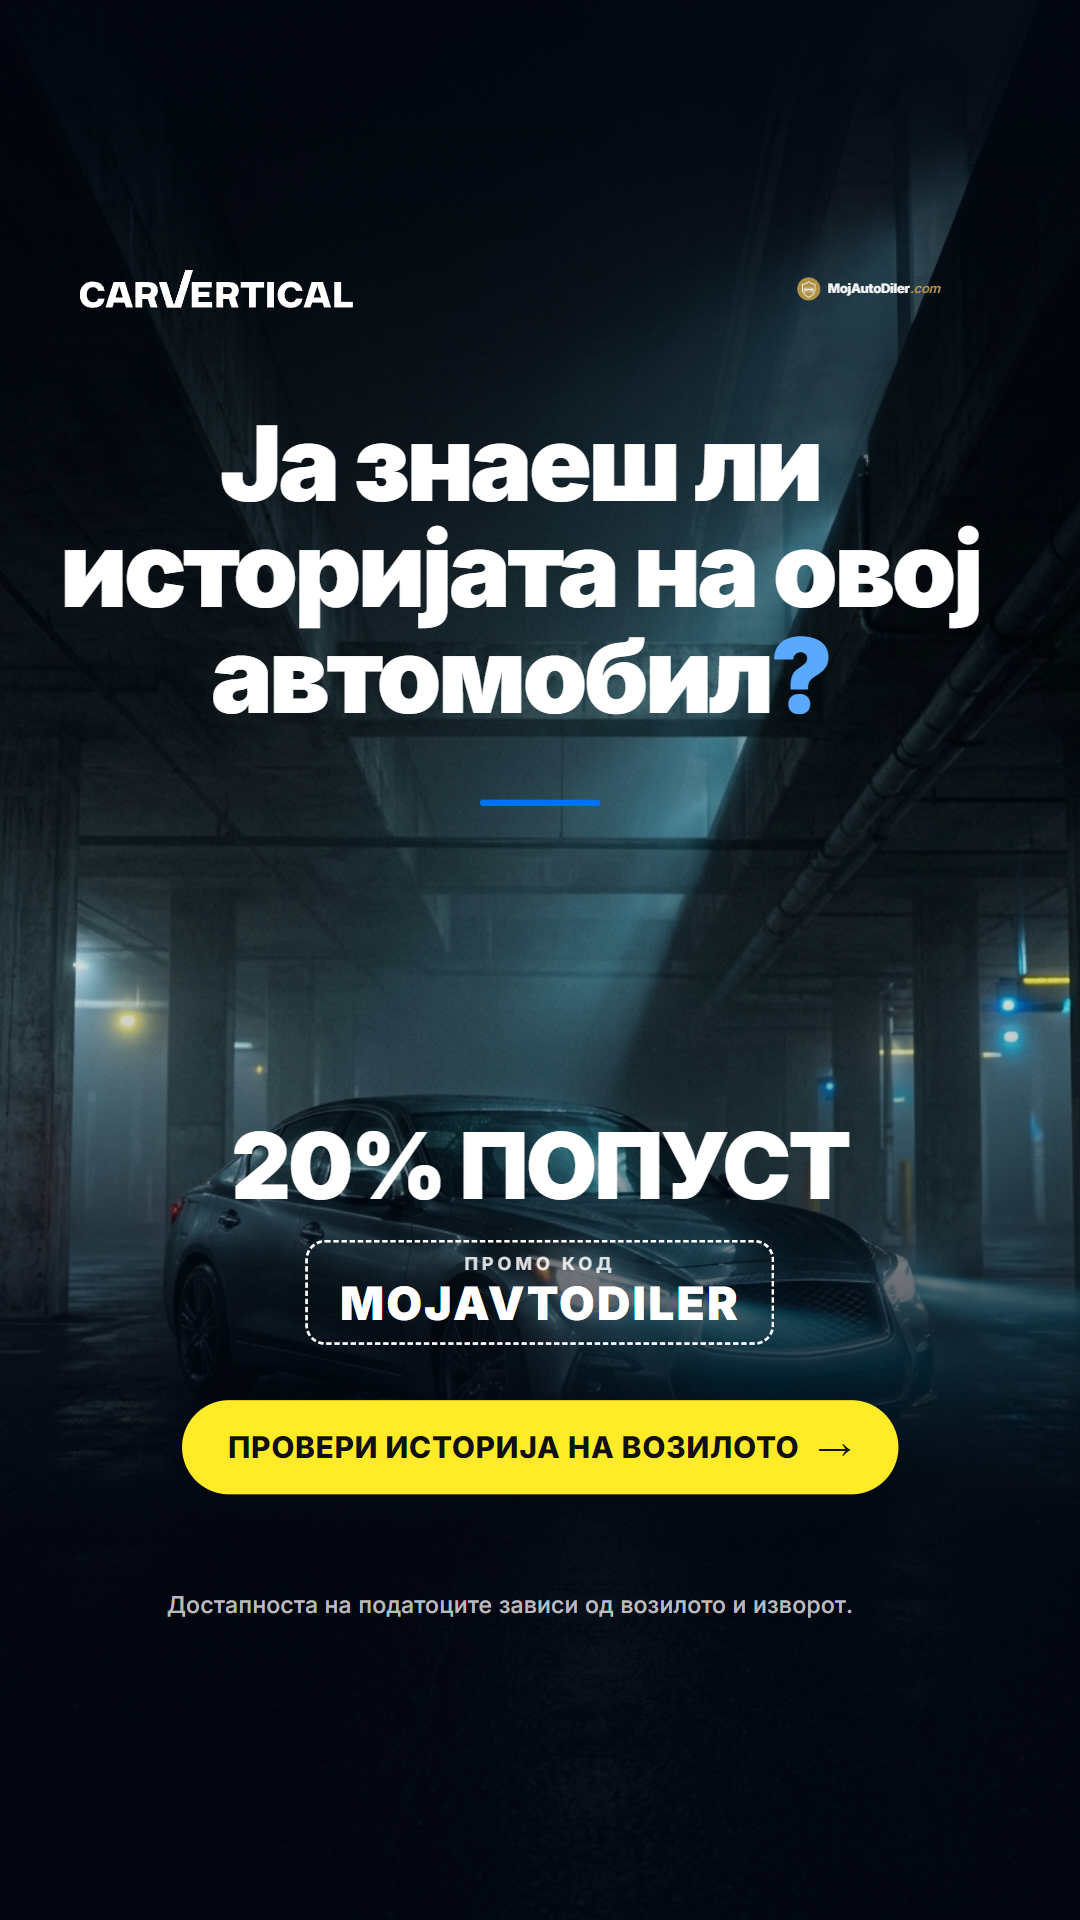 CARVERTICAL
MojAutoDiler.com
Ја знаеш ли
историјата на овој
автомобил?
20% ПОПУСТ
ПРОМО КОД
MOJAVTODILER
ПРОВЕРИ ИСТОРИЈА НА ВОЗИЛОТО →
Достапноста на податоците зависи од возилото и изворот.